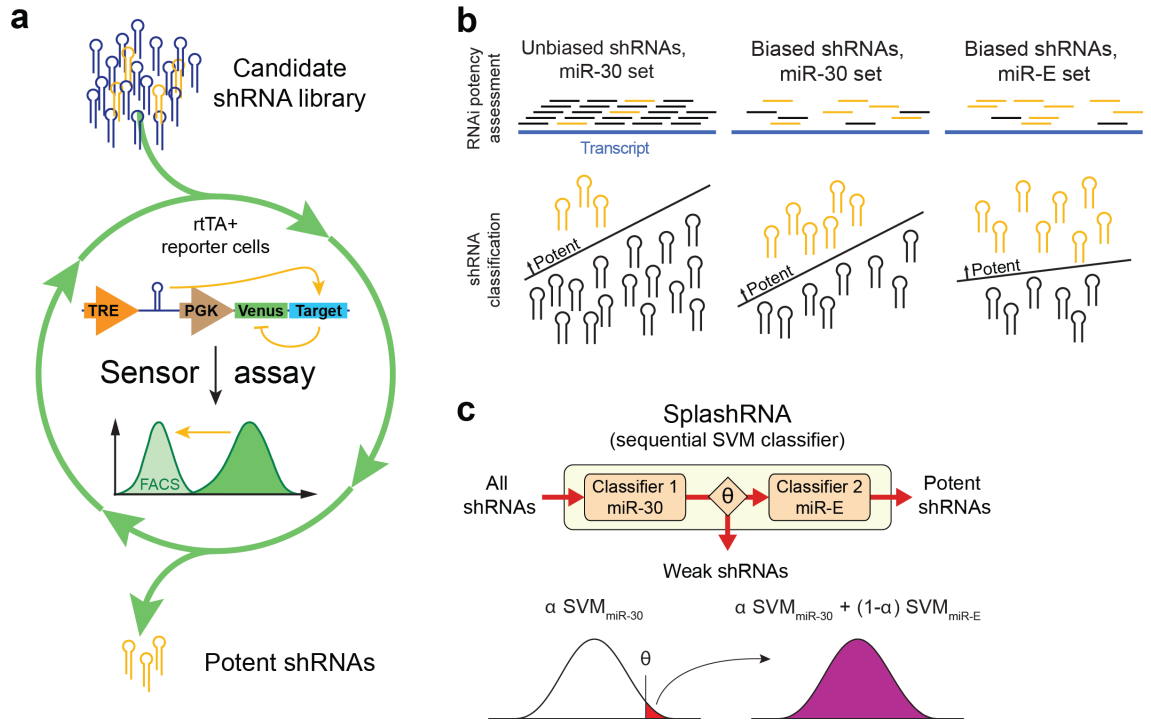 a
Candidate
shRNA library
rtTA+
reporter cells
TRE
PGK
Venus
Target
Sensor assay
FACS
Potent shRNAs
b
RNAi potency
assessment
Unbiased shRNAs,
miR-30 set
Biased shRNAs,
miR-30 set
Biased shRNAs,
miR-E set
Transcript
shRNA
classification
Potent
Potent
Potent
c
SplashRNA
(sequential SVM classifier)
All
shRNAs
Classifier 1
miR-30
θ
Classifier 2
miR-E
Potent
shRNAs
Weak shRNAs
α SVMmiR-30
θ
α SVMmiR-30 + (1-α) SVMmiR-E